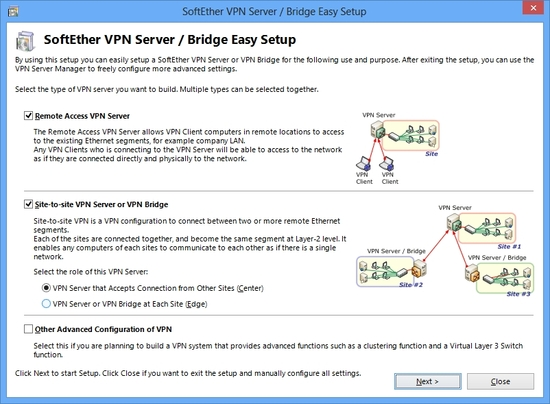 SoftEther VPN Server / Bridge Easy Setup
SoftEther VPN Server / Bridge Easy Setup
By using this setup you can easily setup a SoftEther VPN Server or VPN Bridge for the following use and purpose. After exiting the setup, you can use the
VPN Server Manager to freely configure more advanced settings.
Select the type of VPN server you want to build. Multiple types can be selected together.
Remote Access VPN Server
The Remote Access VPN Server allows VPN Client computers in remote locations to access
to the existing Ethernet segments, for example company LAN.
Any VPN Clients who is connecting to the VPN Server will be able to access to the network
as if they are connected directly and physically to the network.
VPN Server
Site
VPN
Client
VPN
Client
Site-to-site VPN Server or VPN Bridge
Site-to-site VPN is a VPN configuration to connect between two or more remote Ethernet
segments.
Each of the sites are connected together, and become the same segment at Layer-2 level. It
enables any computers of each sites to communicate to each other as if there is a single
network.
Select the role of this VPN Server:
VPN Server that Accepts Connection from Other Sites (Center)
VPN Server or VPN Bridge at Each Site (Edge)
VPN Server
Site #1
VPN Server / Bridge
Site #2
VPN Server / Bridge
Site #3
Other Advanced Configuration of VPN
Select this if you are planning to build a VPN system that provides advanced functions such as a clustering function and a Virtual Layer 3 Switch
function.
Click Next to start Setup. Click Close if you want to exit the setup and manually configure all settings.
Next >
Close